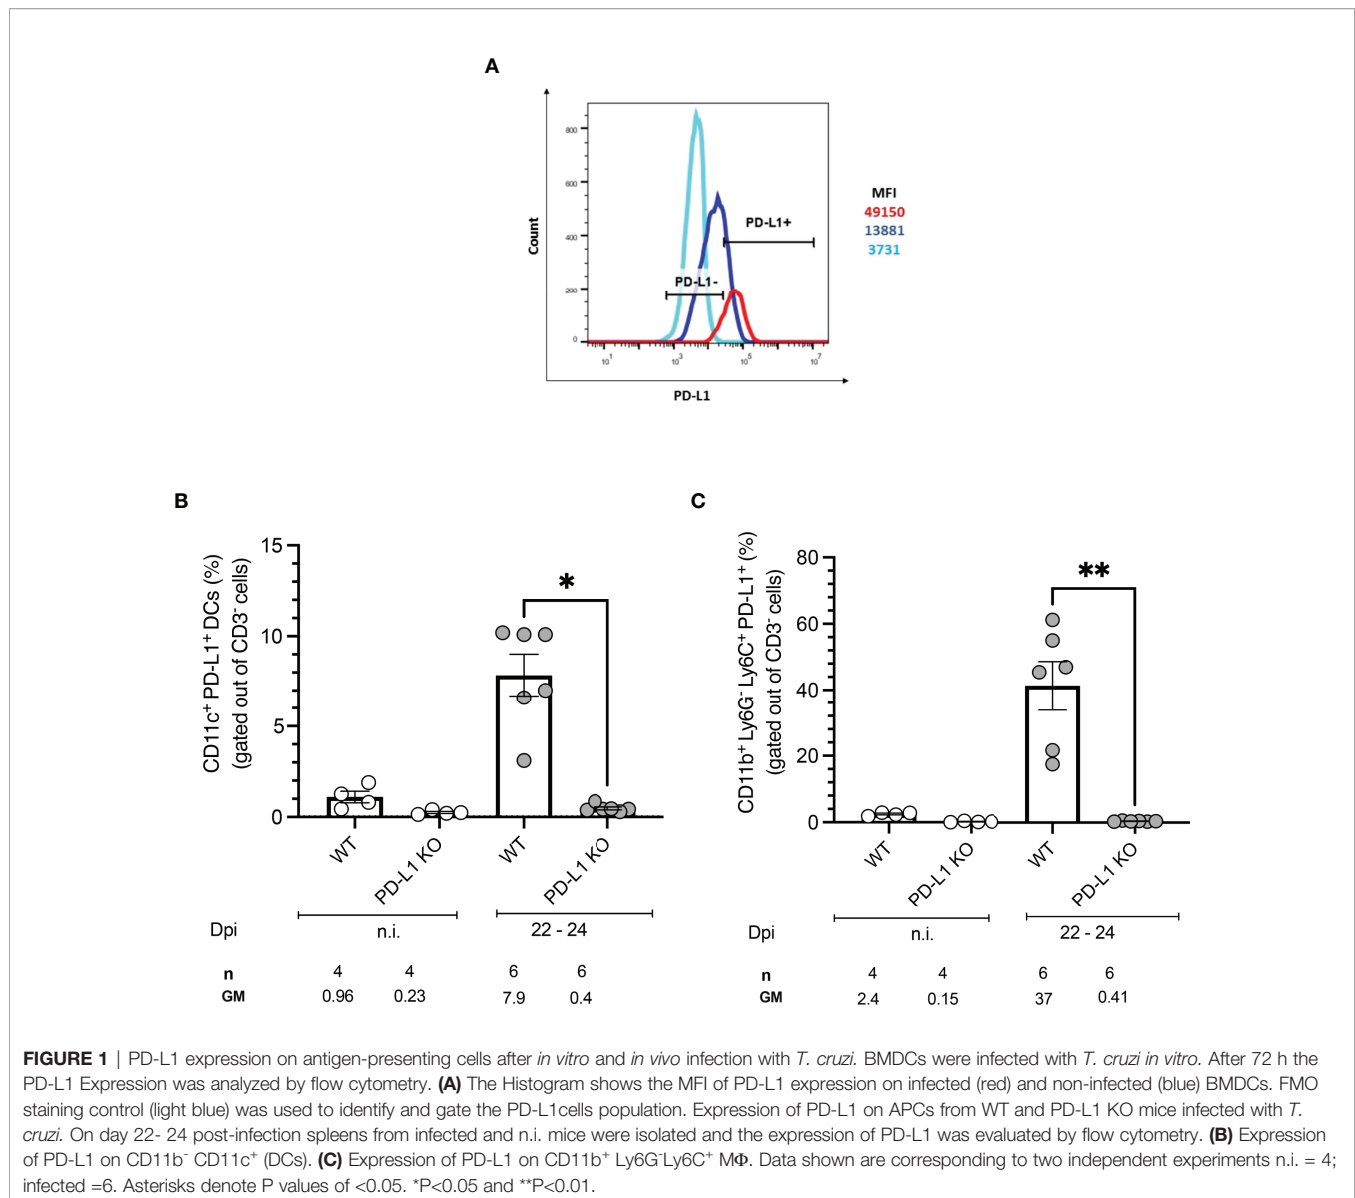 A
800
600
400
200
0
Count
PD-L1+
PD-L1-
10¹ 10³ 10⁵ 10⁷
PD-L1
MFI
49150
13881
3731
B
CD11c⁺ PD-L1⁺ DCs (%)
(gated out of CD3⁻ cells)
15
10
5
0
*
WT PD-L1 KO WT PD-L1 KO
Dpi n.i. 22 - 24
n 4 4 6 6
GM 0.96 0.23 7.9 0.4
C
CD11b⁺ Ly6G⁻ Ly6C⁺ PD-L1⁺ (%)
(gated out of CD3⁻ cells)
80
60
40
20
0
**
WT PD-L1 KO WT PD-L1 KO
Dpi n.i. 22 - 24
n 4 4 6 6
GM 2.4 0.15 37 0.41
FIGURE 1 | PD-L1 expression on antigen-presenting cells after in vitro and in vivo infection with T. cruzi. BMDCs were infected with T. cruzi in vitro. After 72 h the
PD-L1 Expression was analyzed by flow cytometry. (A) The Histogram shows the MFI of PD-L1 expression on infected (red) and non-infected (blue) BMDCs. FMO
staining control (light blue) was used to identify and gate the PD-L1cells population. Expression of PD-L1 on APCs from WT and PD-L1 KO mice infected with T.
cruzi. On day 22- 24 post-infection spleens from infected and n.i. mice were isolated and the expression of PD-L1 was evaluated by flow cytometry. (B) Expression
of PD-L1 on CD11b⁻ CD11c⁺ (DCs). (C) Expression of PD-L1 on CD11b⁺ Ly6G⁻Ly6C⁺ MΦ. Data shown are corresponding to two independent experiments n.i. = 4;
infected =6. Asterisks denote P values of <0.05. *P<0.05 and **P<0.01.